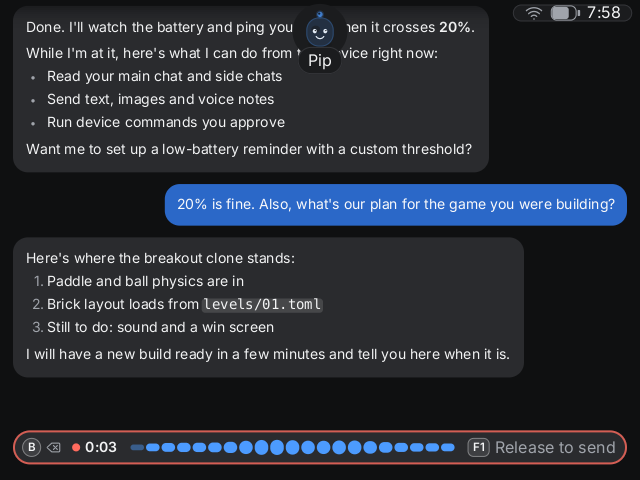 7:58
Done. I'll watch the battery and ping you hen it crosses 20%.
While I'm at it, here's what I can do from vice right now:
Pip
• Read your main chat and side chats
• Send text, images and voice notes
• Run device commands you approve
Want me to set up a low-battery reminder with a custom threshold?
20% is fine. Also, what's our plan for the game you were building?
Here's where the breakout clone stands:
1. Paddle and ball physics are in
2. Brick layout loads from levels/01.toml
3. Still to do: sound and a win screen
I will have a new build ready in a few minutes and tell you here when it is.
B 0:03 F1 Release to send